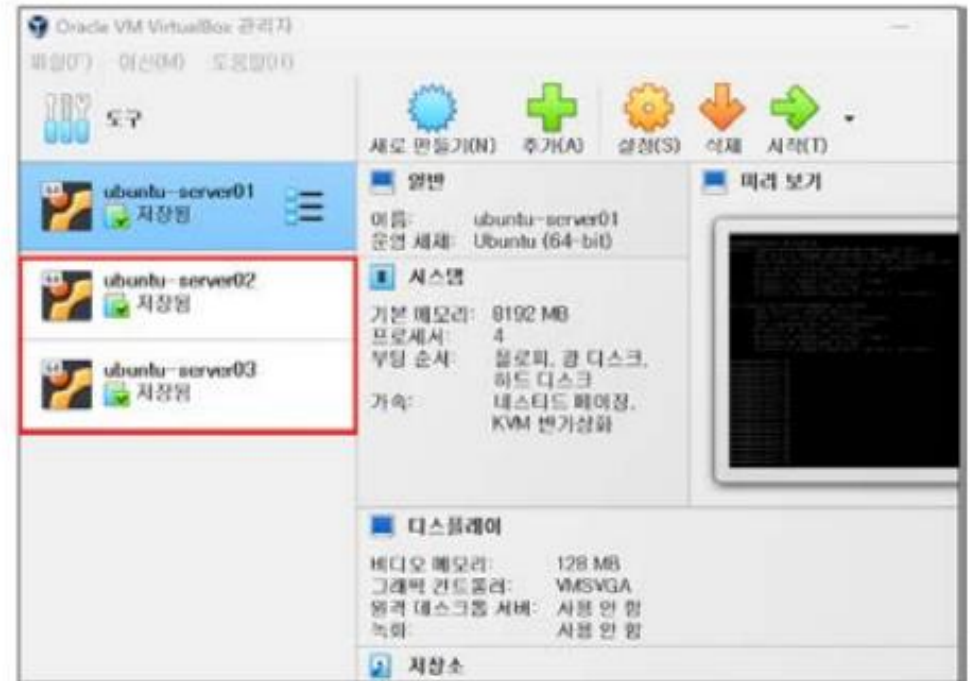 Oracle VM VirtualBox 관리자
파일(F) 머신(M) 도움말(H)
도구
새로 만들기(N) 추가(A) 설정(S) 삭제 시작(T)
ubuntu-server01
저장됨
ubuntu-server02
저장됨
ubuntu-server03
저장됨
일반
이름: ubuntu-server01
운영 체제: Ubuntu (64-bit)
시스템
기본 메모리: 8192 MB
프로세서: 4
부팅 순서: 플로피, 광 디스크,
하드 디스크
가속: 네스티드 페이징,
KVM 반가상화
미리 보기
디스플레이
비디오 메모리: 128 MB
그래픽 컨트롤러: VMSVGA
원격 데스크톱 서버: 사용 안 함
녹화: 사용 안 함
저장소